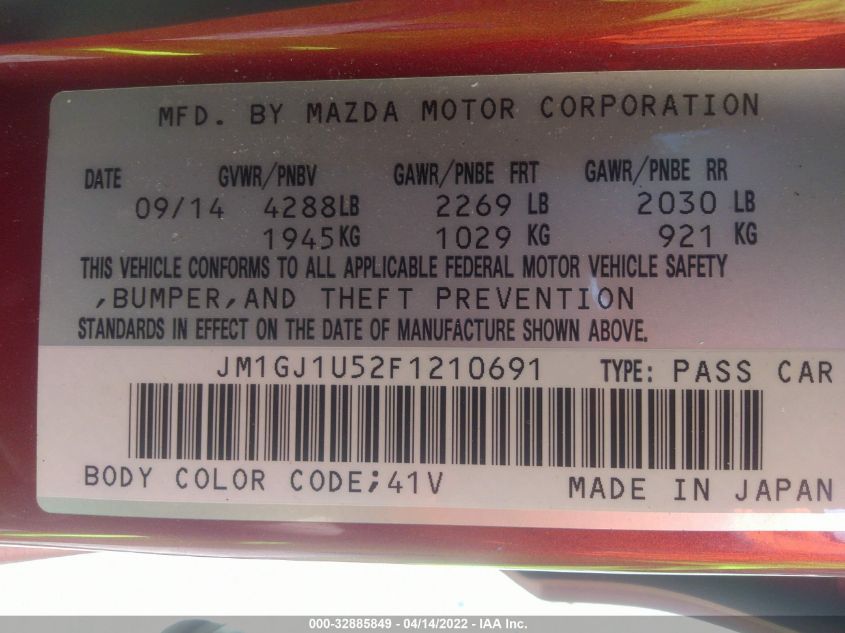 MFD. BY MAZDA MOTOR CORPORATION
DATE GVWR/PNBV GAWR/PNBE FRT GAWR/PNBE RR
09/14 4288LB 2269 LB 2030 LB
1945KG 1029 KG 921 KG
THIS VEHICLE CONFORMS TO ALL APPLICABLE FEDERAL MOTOR VEHICLE SAFETY
,BUMPER,AND THEFT PREVENTION
STANDARDS IN EFFECT ON THE DATE OF MANUFACTURE SHOWN ABOVE.
JM1GJ1U52F1210691 TYPE: PASS CAR
BODY COLOR CODE;41V MADE IN JAPAN
000-32885849 - 04/14/2022 - IAA Inc.